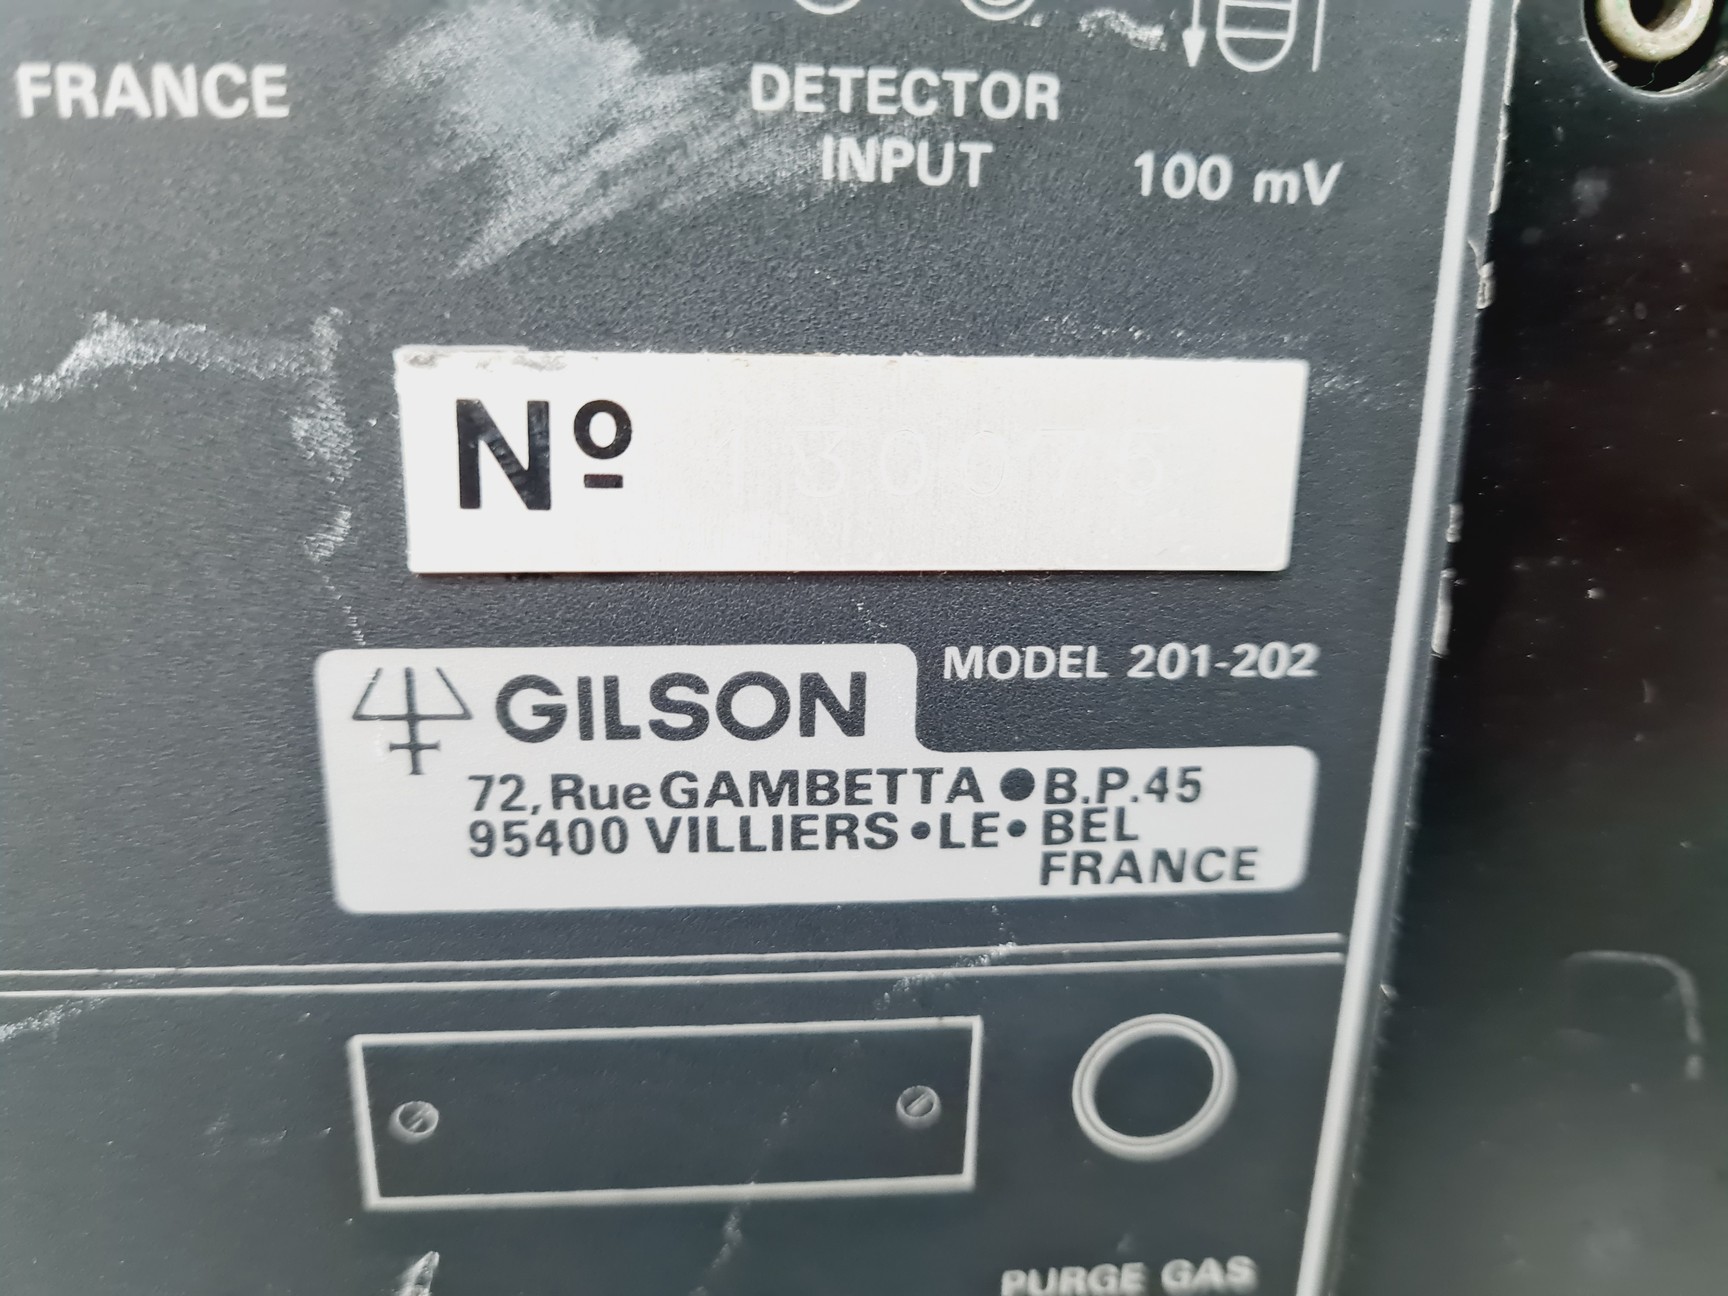 FRANCE
DETECTOR
INPUT
100 mV
Nº 130075
GILSON
MODEL 201-202
72, Rue GAMBETTA ● B.P. 45
95400 VILLIERS • LE • BEL
FRANCE
PURGE GAS